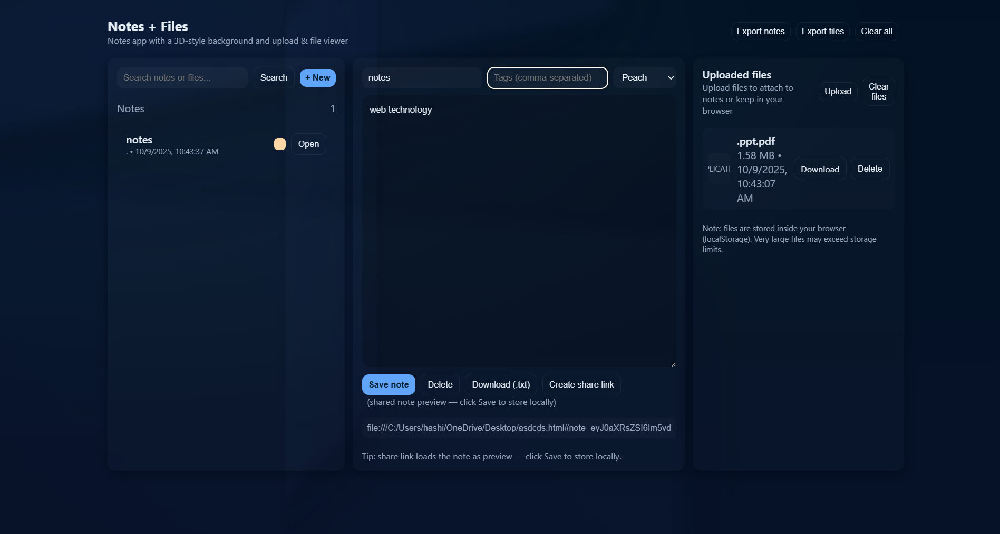 Notes + Files
Notes app with a 3D-style background and upload & file viewer
Export notes
Export files
Clear all
Search notes or files...
Search
+ New
Notes
1
notes
. • 10/9/2025, 10:43:37 AM
Open
notes
Tags (comma-separated)
Peach
web technology
Save note
Delete
Download (.txt)
Create share link
(shared note preview — click Save to store locally)
file:///C:/Users/hashi/OneDrive/Desktop/asdcds.html#note=eyJ0aXRsZSI6Im5vd
Tip: share link loads the note as preview — click Save to store locally.
Uploaded files
Upload files to attach to
notes or keep in your
browser
Upload
Clear
files
PLICATI
.ppt.pdf
1.58 MB •
10/9/2025,
10:43:07
AM
Download
Delete
Note: files are stored inside your browser
(localStorage). Very large files may exceed storage
limits.